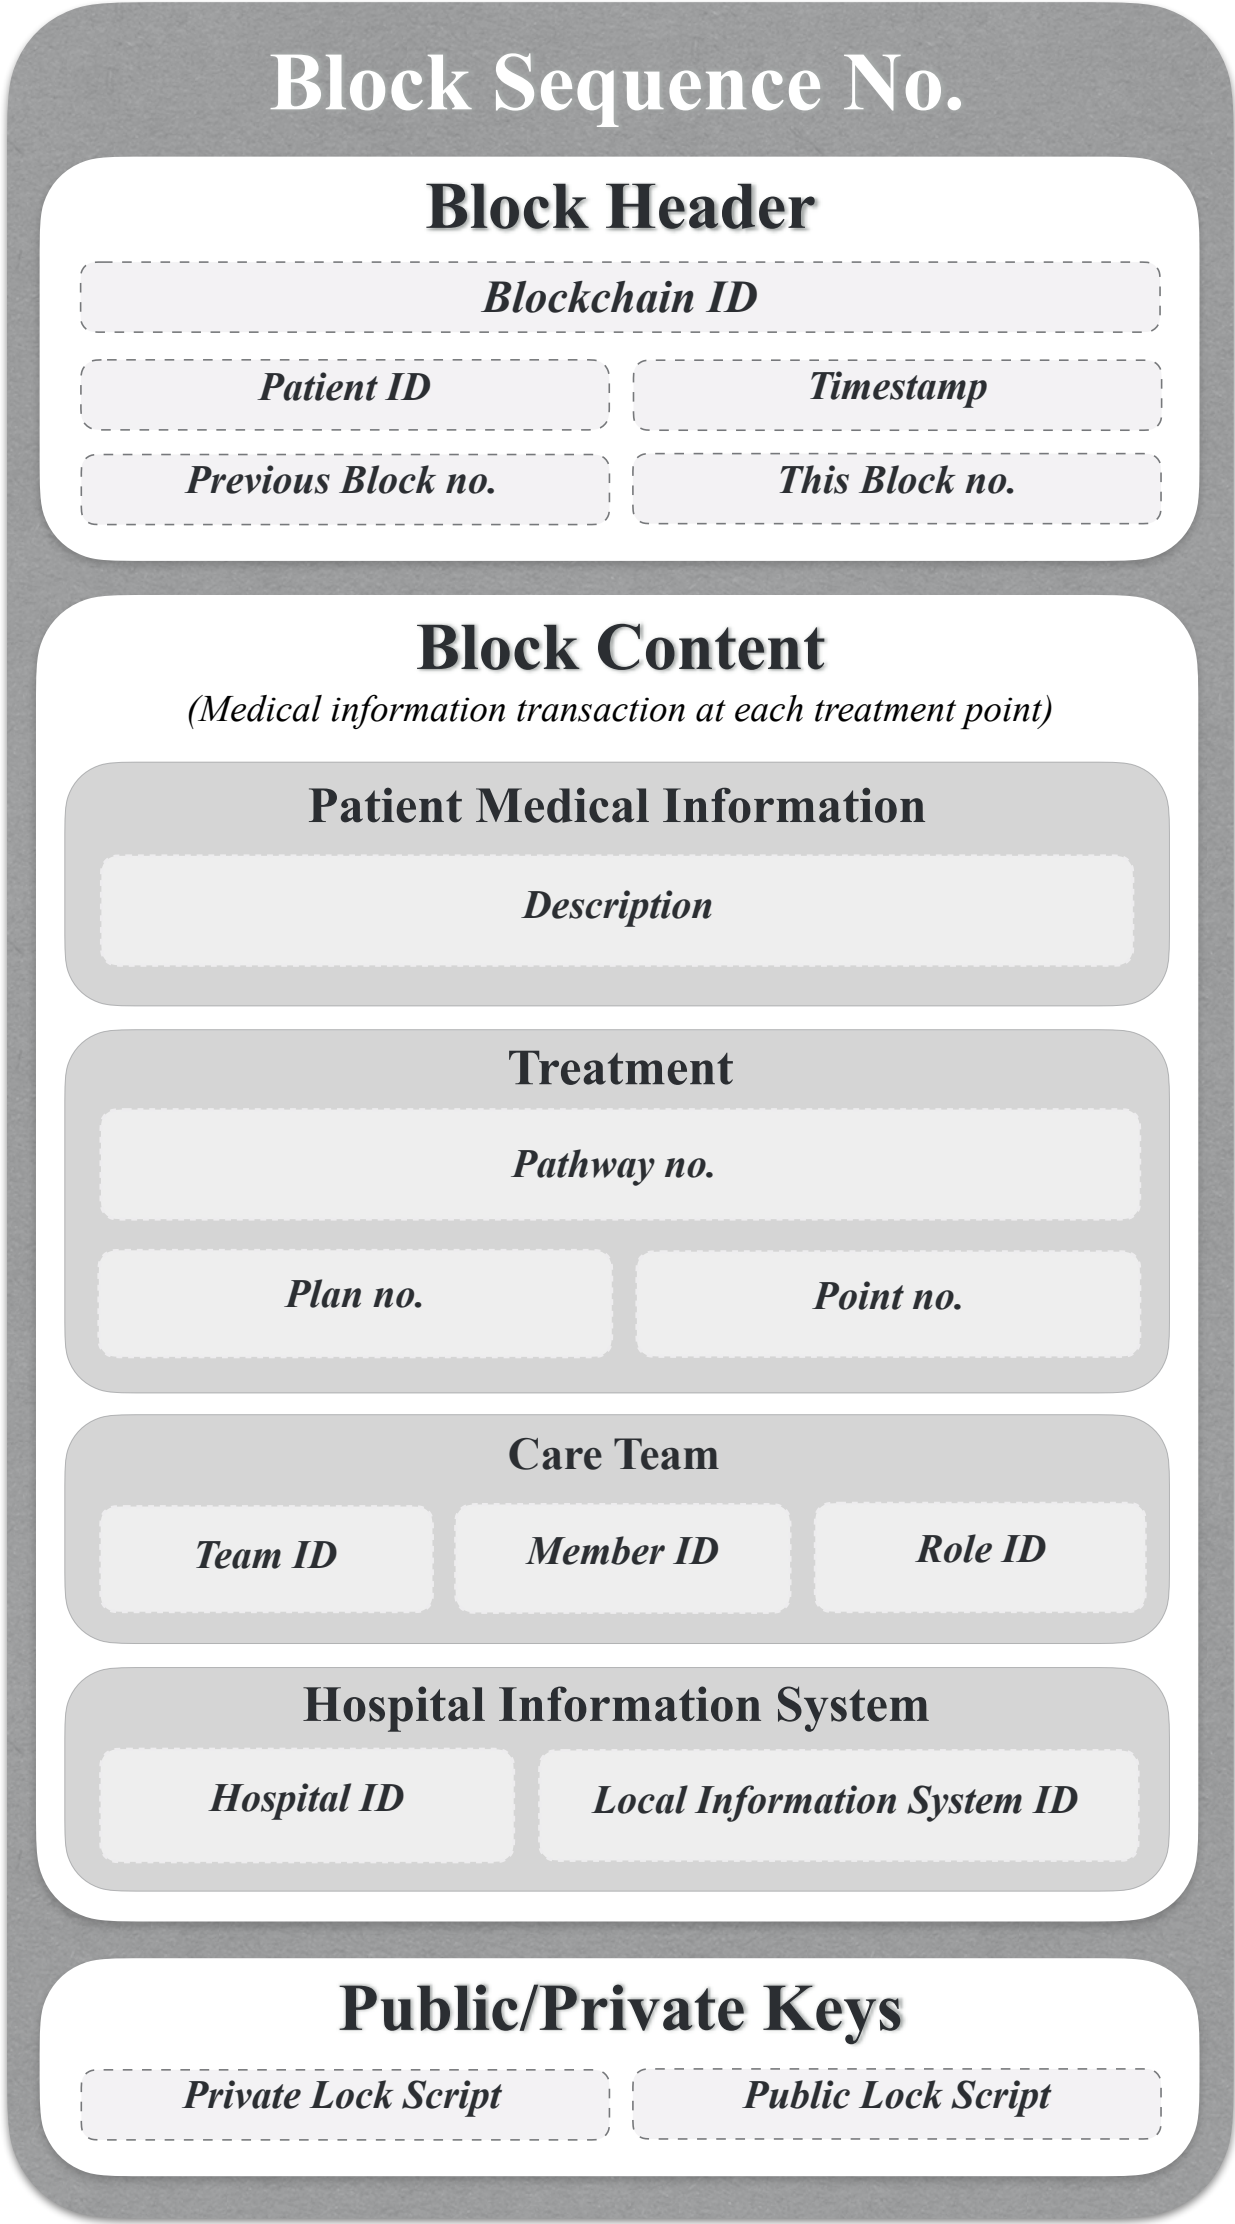 Block Sequence No.
Block Header
Blockchain ID
Patient ID
Timestamp
Previous Block no.
This Block no.
Block Content
(Medical information transaction at each treatment point)
Patient Medical Information
Description
Treatment
Pathway no.
Plan no.
Point no.
Care Team
Team ID
Member ID
Role ID
Hospital Information System
Hospital ID
Local Information System ID
Public/Private Keys
Private Lock Script
Public Lock Script